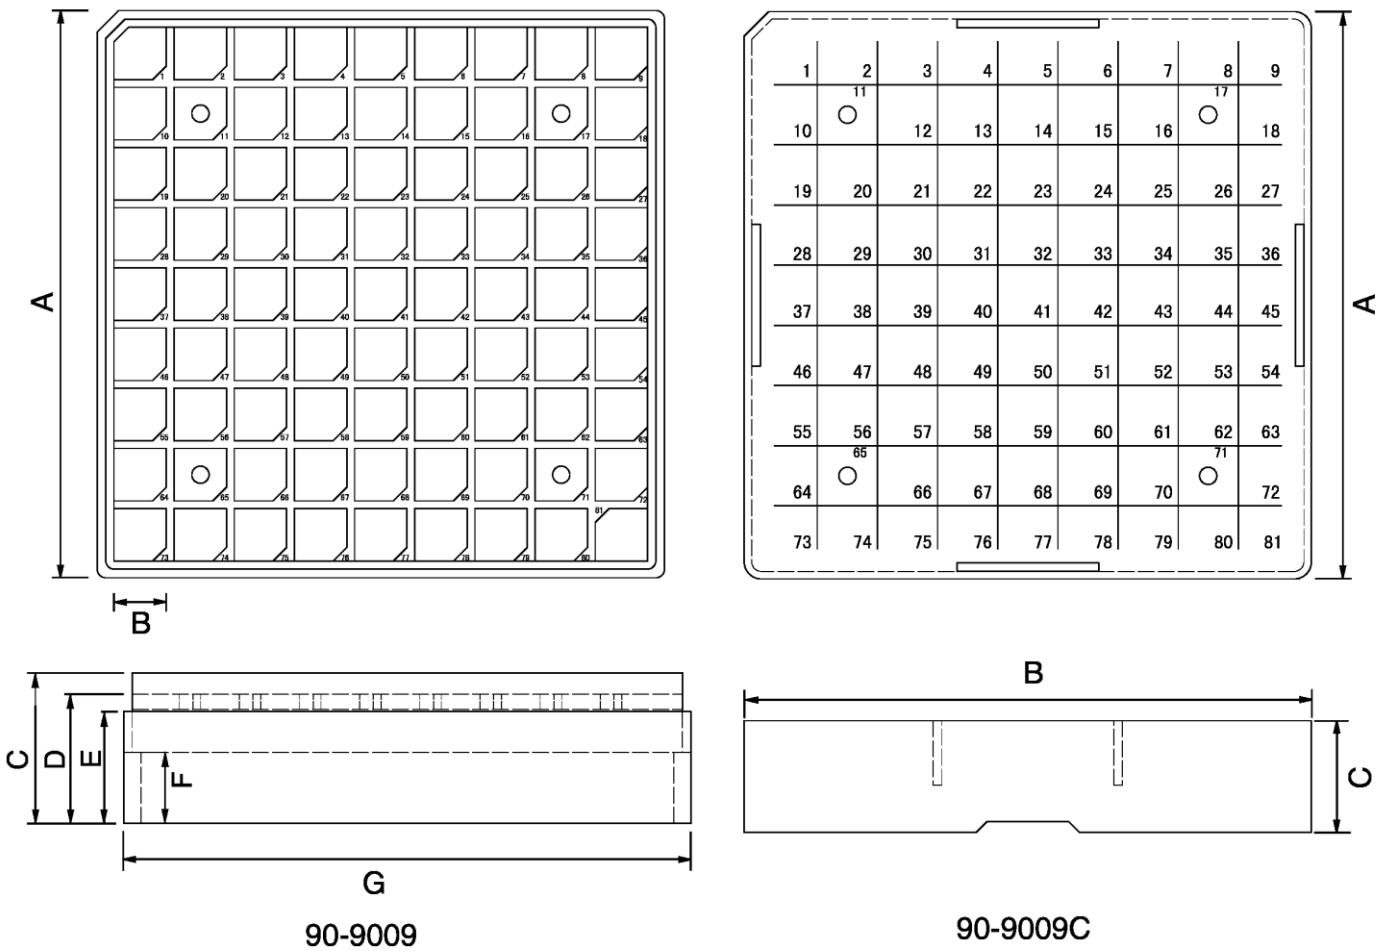 1 2 3 4 5 6 7 8 9
10 11 12 13 14 15 16 17 18
19 20 21 22 23 24 25 26 27
28 29 30 31 32 33 34 35 36
37 38 39 40 41 42 43 44 45
46 47 48 49 50 51 52 53 54
55 56 57 58 59 60 61 62 63
64 65 66 67 68 69 70 71 72
81
73 74 75 76 77 78 79 80
A
B
1 2 3 4 5 6 7 8 9
11 17
10 12 13 14 15 16 18
19 20 21 22 23 24 25 26 27
28 29 30 31 32 33 34 35 36
37 38 39 40 41 42 43 44 45
46 47 48 49 50 51 52 53 54
55 56 57 58 59 60 61 62 63
65 71
64 66 67 68 69 70 72
73 74 75 76 77 78 79 80 81
A
C
D
E
F
G
90-9009
B
C
90-9009C